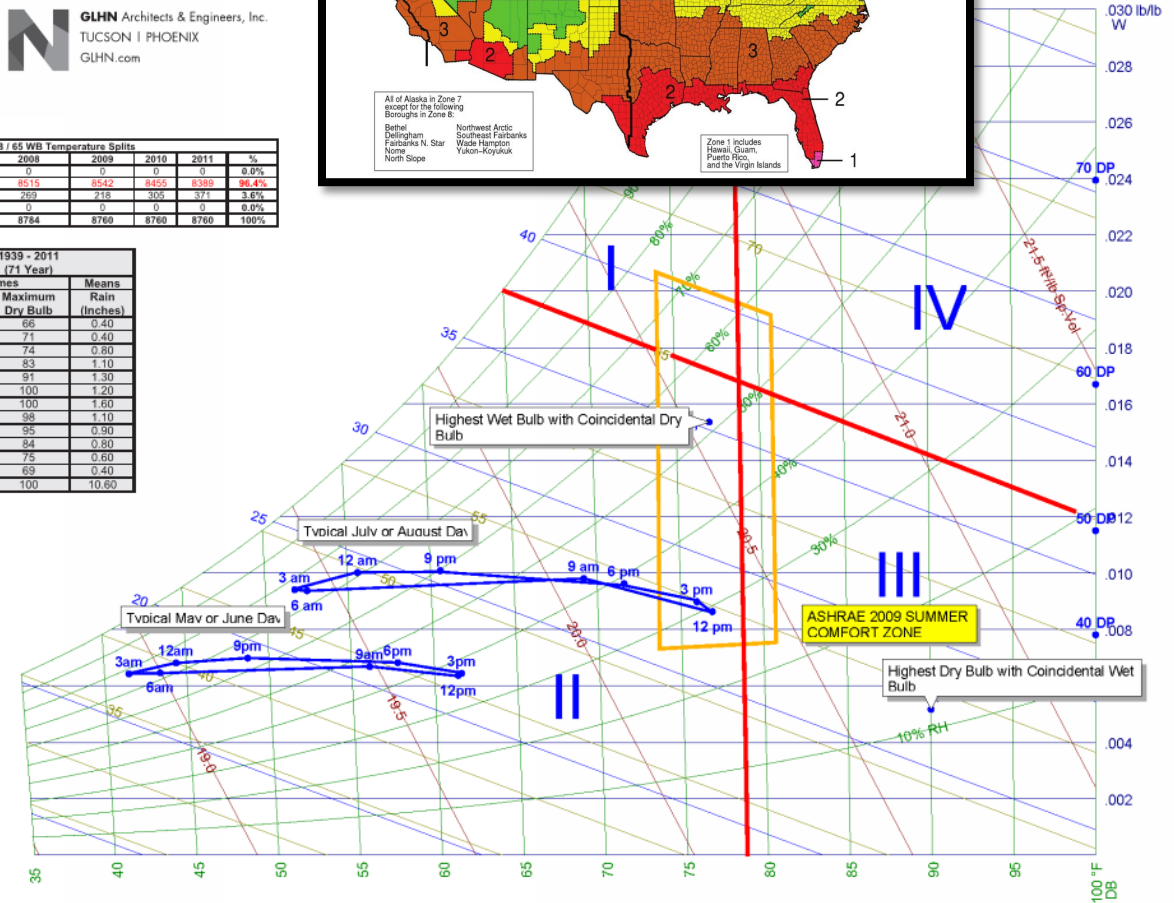 GLHN Architects & Engineers, Inc.
TUCSON | PHOENIX
GLHN.com
3
2
3
2
2
1
All of Alaska in Zone 7
except for the following
Boroughs in Zone 8:
Bethel Northwest Arctic
Dellingham Southeast Fairbanks
Fairbanks N. Star Wade Hampton
Nome Yukon–Koyukuk
North Slope
Zone 1 includes
Hawaii, Guam,
Puerto Rico,
and the Virgin Islands
/ 65 WB Temperature Splits
2008 2009 2010 2011 %
0 0 0 0 0.0%
8515 8542 8455 8389 96.4%
269 218 305 371 3.6%
0 0 0 0 0.0%
8784 8760 8760 8760 100%
1939 - 2011
(71 Year)
Means
Maximum Rain
Dry Bulb (Inches)
66 0.40
71 0.40
74 0.80
83 1.10
91 1.30
100 1.20
100 1.60
98 1.10
95 0.90
84 0.80
75 0.60
69 0.40
100 10.60
.030 lb/lb
W
.028
.026
70 DP
.024
.022
.020
.018
60 DP
.016
.014
50 DP
.012
.010
40 DP
.008
.004
.002
90
80%
70%
60%
50%
40%
30%
10% RH
70
55
50
45
40
35
40
35
30
25
20
21.5 ft³/lb Sp.Vol
21.0
20.5
20.0
19.5
19.0
I
IV
III
II
Highest Wet Bulb with Coincidental Dry
Bulb
Typical July or August Day
12 am
9 pm
3 am
6 am
9 am
6 pm
3 pm
12 pm
Typical May or June Day
12am
9pm
3am
6am
9am
6pm
3pm
12pm
ASHRAE 2009 SUMMER
COMFORT ZONE
Highest Dry Bulb with Coincidental Wet
Bulb
35
40
45
50
55
60
65
70
75
80
85
90
95
100 °F
DB